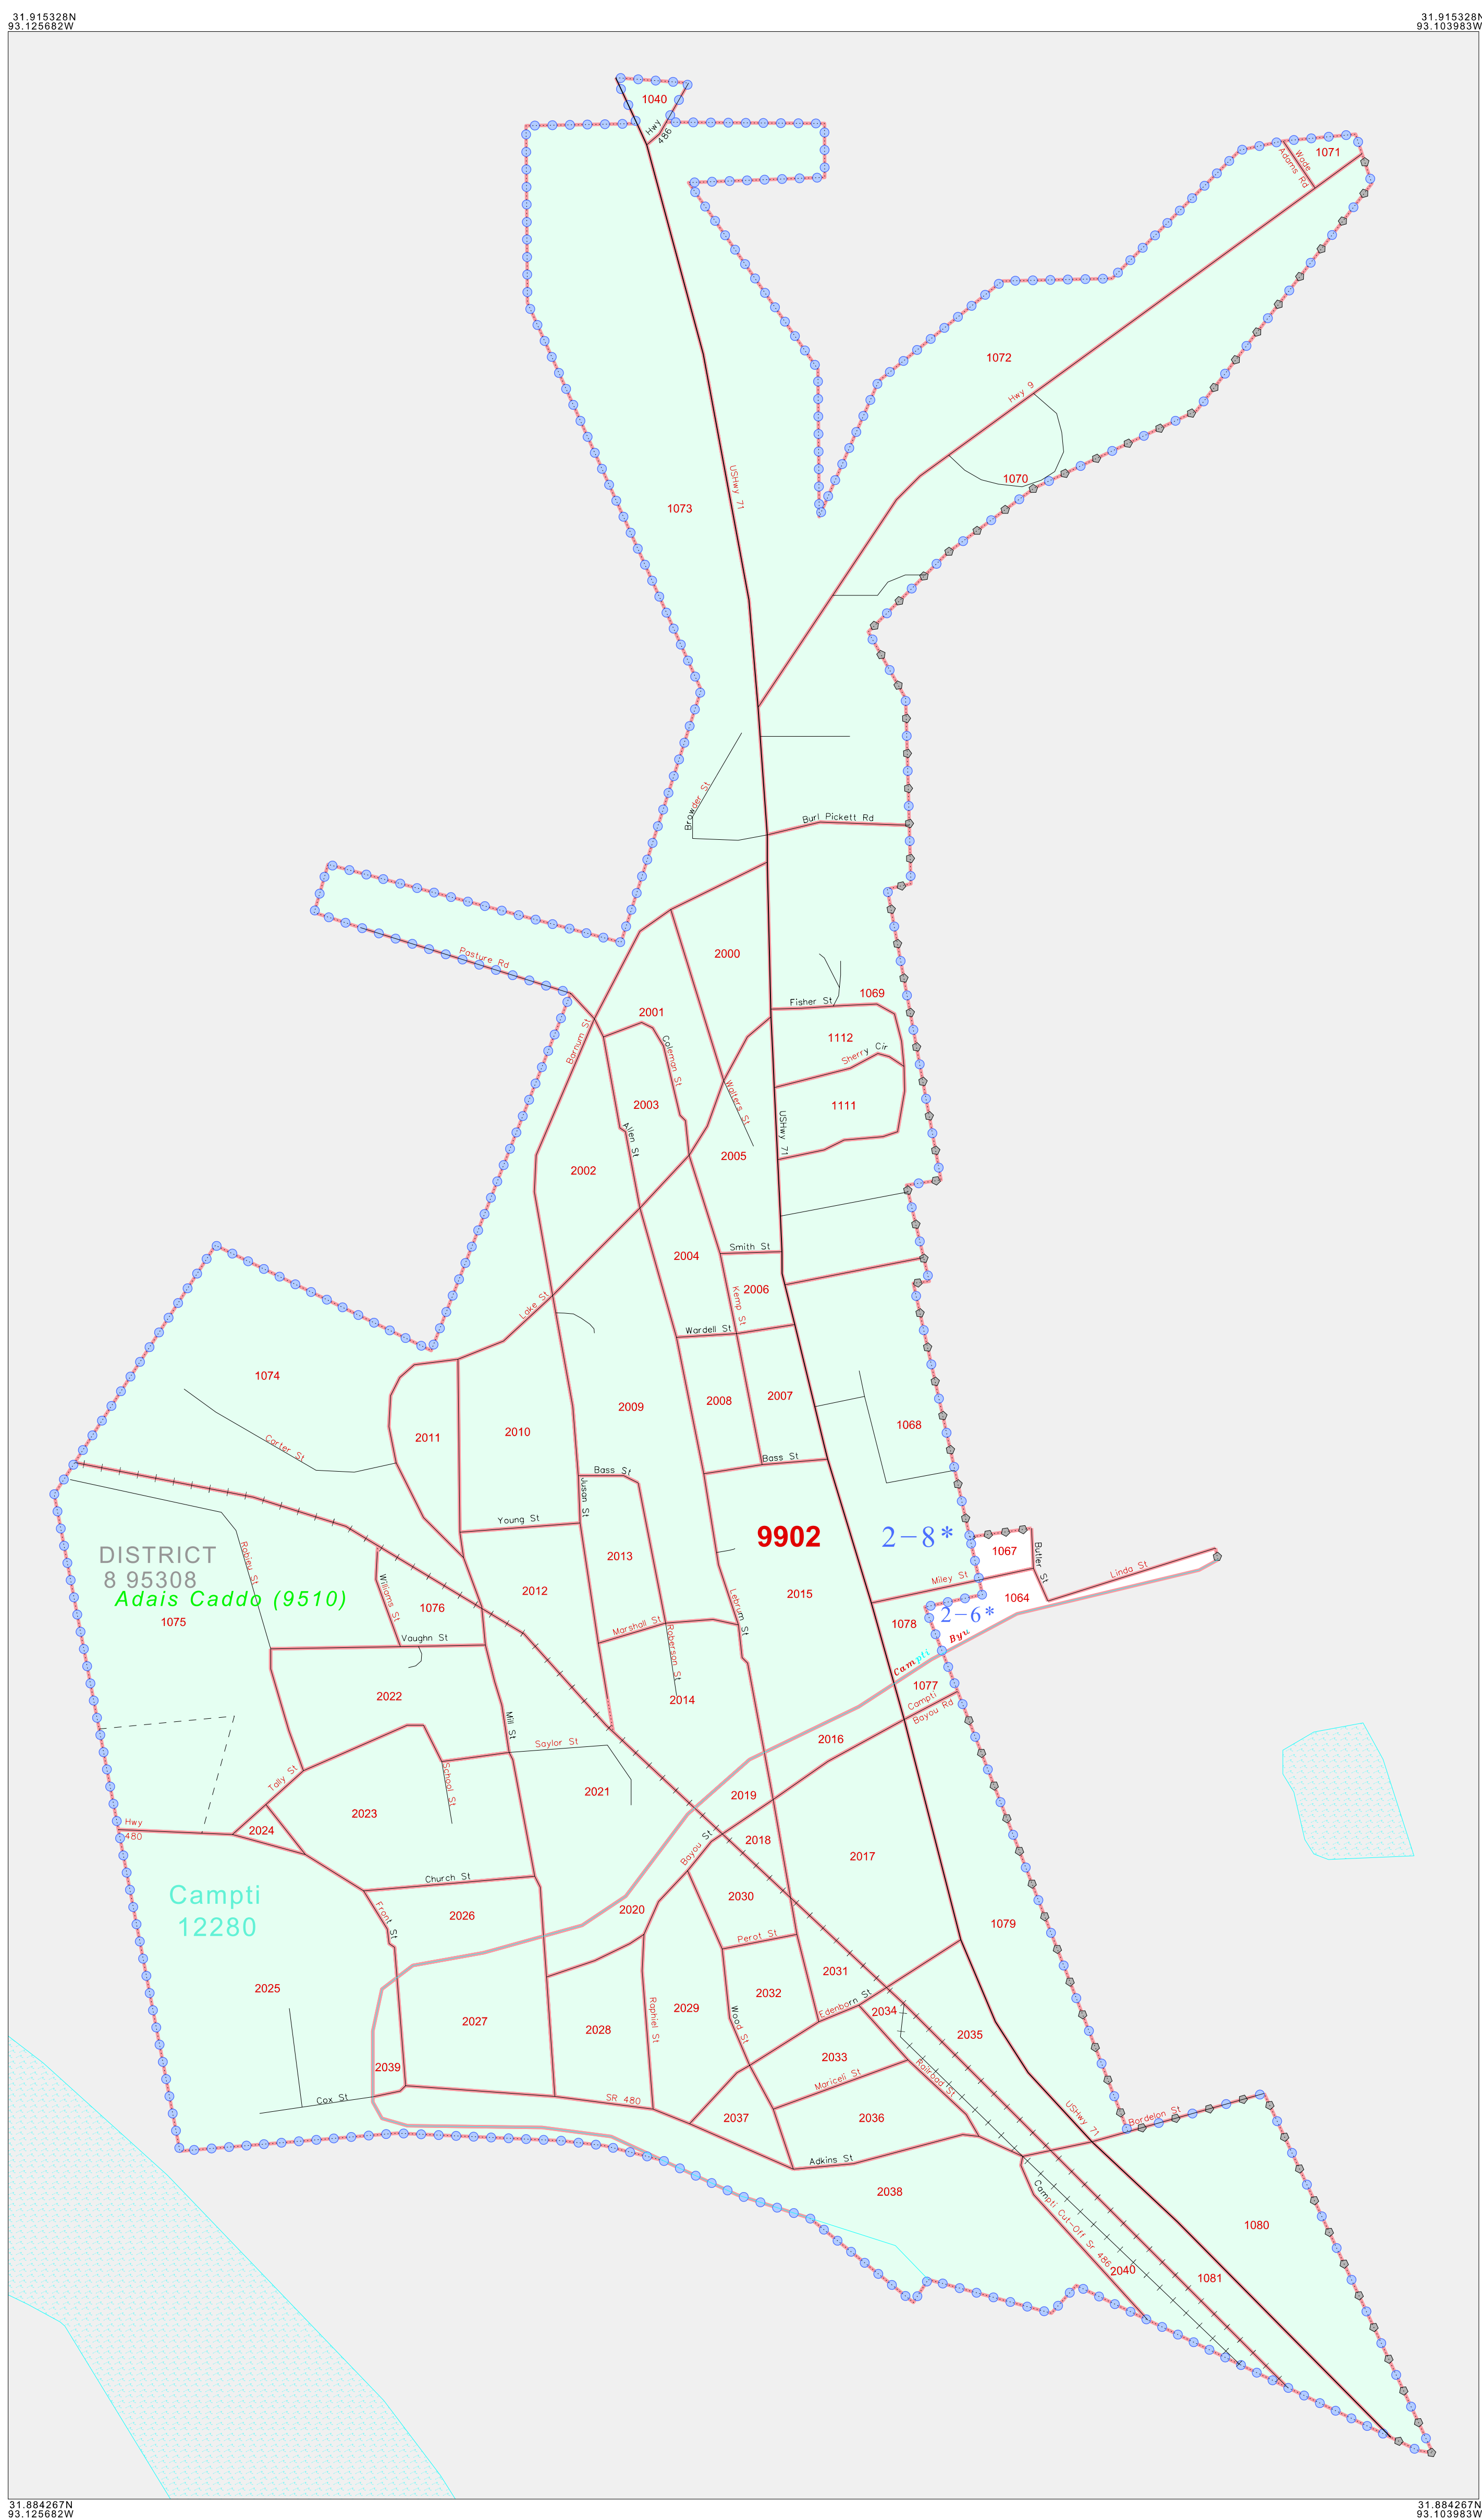 31.915328N
93.125682W
31.915328N
93.103983W
1040
Hwy
486
1071
Wade
Adams Rd
1072
Hwy 9
1070
USHwy 71
1073
Browder St
Burl Pickett Rd
Pasture Rd
2000
1069
Fisher St
2001
Barnum St
Coleman St
1112
Sherry Cir
2003
Walters St
1111
Allen St
USHwy 71
2005
2002
Smith St
2004
2006
Kemp St
Lake St
Wardell St
1074
2007
2008
2009
1068
2011
2010
Carter St
Bass St
Bass St
Jusan St
Young St
9902
2-8*
1067
Butler St
DISTRICT
8 95308
Adais Caddo (9510)
Robieu St
2013
Linda St
Miley St
Williams St
2012
2015
1064
1076
Lebrum St
2-6*
1075
Marshall St
1078
Vaughn St
Roberson St
Campti Byu
2022
2014
1077
Campti
Bayou Rd
Mill St
2016
Saylor St
Tally St
School St
2021
2019
2023
Hwy
480
2024
Bayou St
2018
2017
Church St
Campti
12280
2030
2026
Front St
2020
1079
Perot St
2031
2025
2032
Edenborn St
2034
2029
Raphiel St
Wood St
2027
2028
2035
2033
2039
Mariceli St
Railroad St
Cox St
SR 480
2037
2036
USHwy 71
Bordelon St
Adkins St
2038
Campti Cut-Off Sr 486
1080
2040
1081
31.884267N
93.125682W
31.884267N
93.103983W